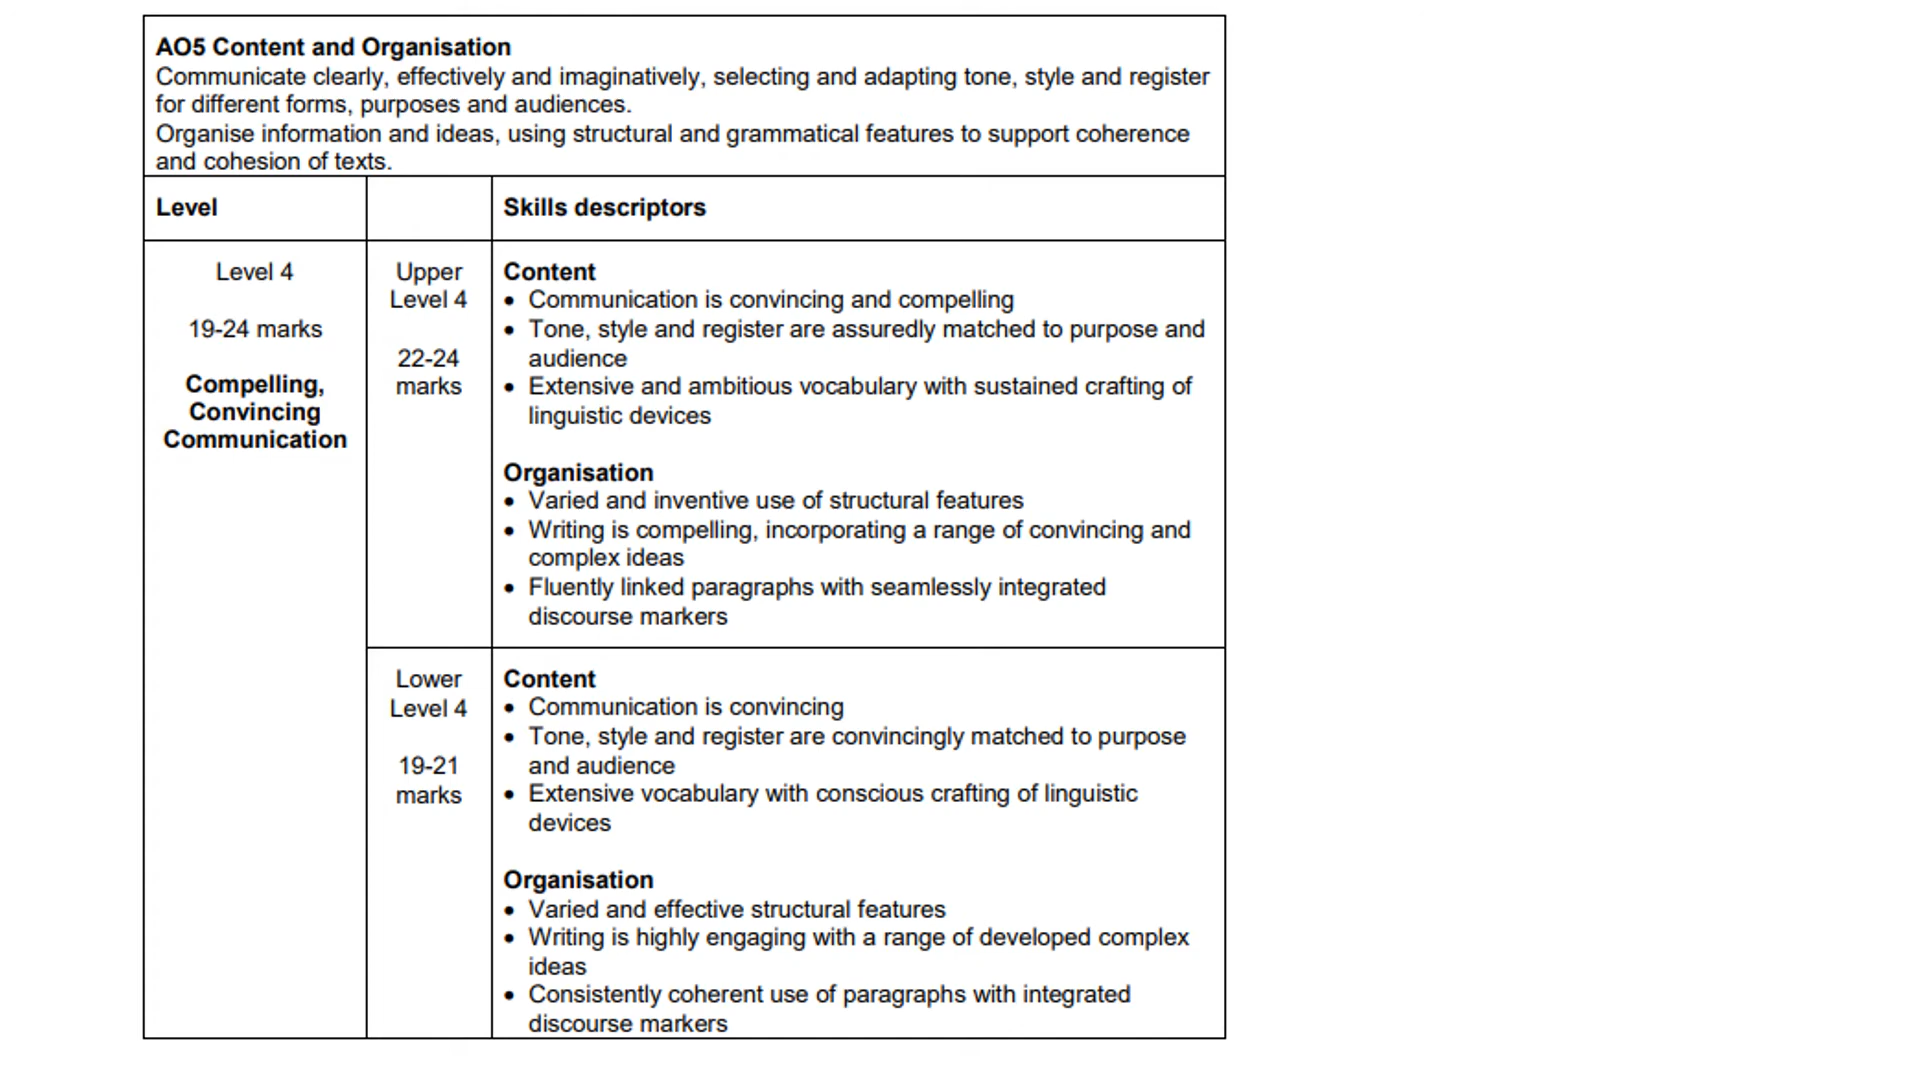 AO5 Content and Organisation
Communicate clearly, effectively and imaginatively, selecting and adapting tone, style and register
for different forms, purposes and audiences.
Organise information and ideas, using structural and grammatical features to support coherence
and cohesion of texts.
Level
Skills descriptors
Level 4
19-24 marks
Compelling,
Convincing
Communication
Upper
Level 4
22-24
marks
Content
• Communication is convincing and compelling
• Tone, style and register are assuredly matched to purpose and
audience
• Extensive and ambitious vocabulary with sustained crafting of
linguistic devices
Organisation
• Varied and inventive use of structural features
• Writing is compelling, incorporating a range of convincing and
complex ideas
• Fluently linked paragraphs with seamlessly integrated
discourse markers
Lower
Level 4
19-21
marks
Content
• Communication is convincing
• Tone, style and register are convincingly matched to purpose
and audience
• Extensive vocabulary with conscious crafting of linguistic
devices
Organisation
• Varied and effective structural features
• Writing is highly engaging with a range of developed complex
ideas
• Consistently coherent use of paragraphs with integrated
discourse markers